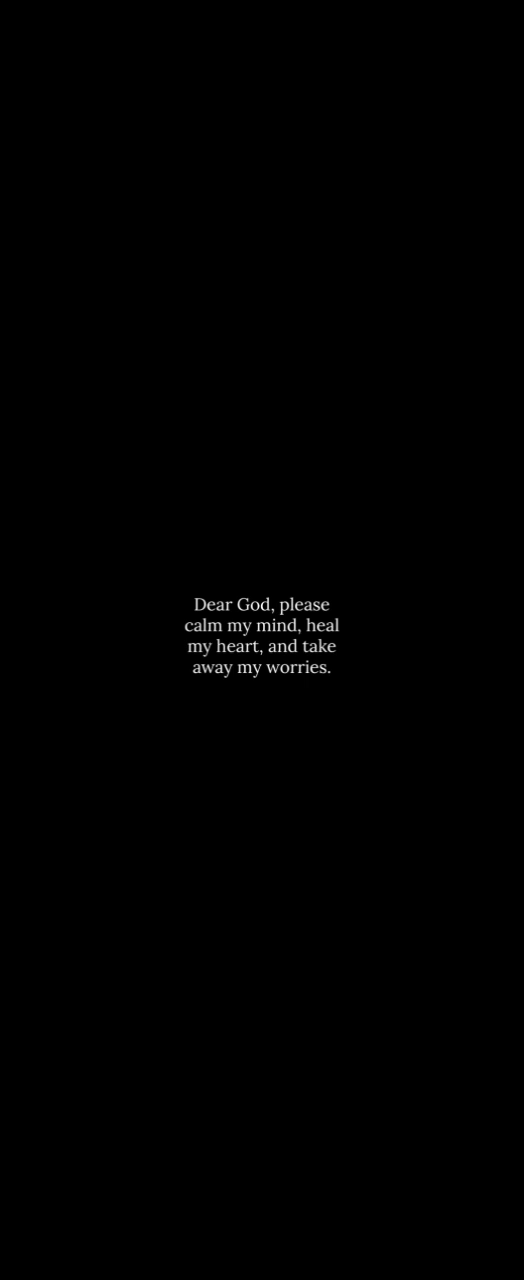 Dear God, please
calm my mind, heal
my heart, and take
away my worries.